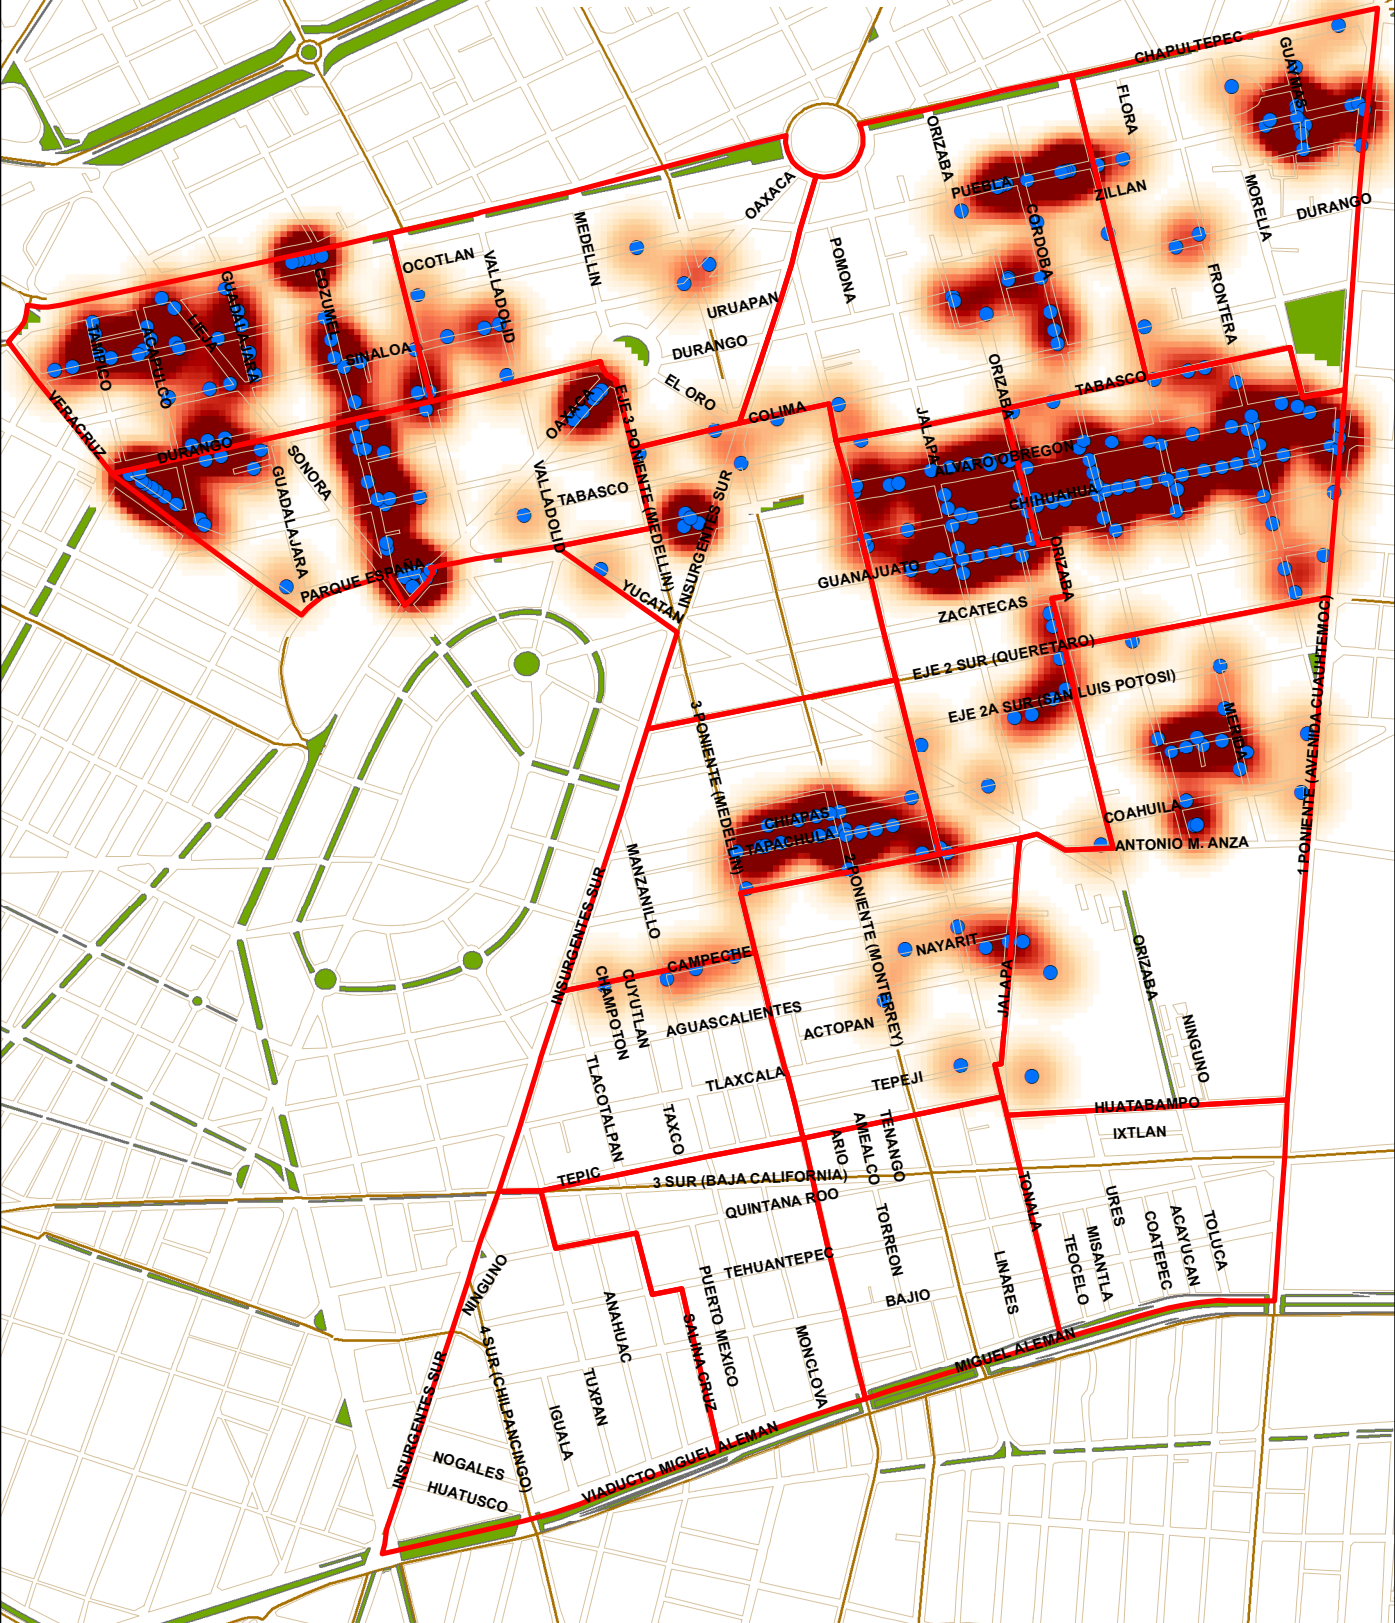 CHAPULTEPEC
GUAYMAS
FLORA
ORIZABA
PUEBLA
ZILLAN
OAXACA
MORELIA
DURANGO
CORDOBA
MEDELLIN
POMONA
OCOTLAN
VALLADOLID
GUADALAJARA
COZUMEL
LIEJA
TAMPICO
ACAPULCO
SINALOA
URUAPAN
DURANGO
FRONTERA
EL ORO
COLIMA
TABASCO
ORIZABA
VERACRUZ
OAXACA
EJE 3 PONIENTE (MEDELLIN)
JALAPA
ALVARO OBREGON
DURANGO
SONORA
GUADALAJARA
VALLADOLID
TABASCO
INSURGENTES SUR
CHIHUAHUA
GUANAJUATO
ORIZABA
PARQUE ESPAÑA
YUCATAN
ZACATECAS
EJE 2 SUR (QUERETARO)
EJE 2A SUR (SAN LUIS POTOSI)
1 PONIENTE (AVENIDA CUAUHTEMOC)
MERIDA
3 PONIENTE (MEDELLIN)
CHIAPAS
TAPACHULA
COAHUILA
ANTONIO M. ANZA
MANZANILLO
2 PONIENTE (MONTERREY)
INSURGENTES SUR
CAMPECHE
NAYARIT
JALAPA
ORIZABA
CHAMPOTON
CUYUTLAN
AGUASCALIENTES
ACTOPAN
NINGUNO
TLACOTALPAN
TLAXCALA
TEPEJI
TAXCO
HUATABAMPO
IXTLAN
ARIO
AMEALCO
TENANGO
TEPIC
3 SUR (BAJA CALIFORNIA)
QUINTANA ROO
TONALA
TORREON
URES
COATEPEC
ACAYUCAN
TOLUCA
TEOCELO
MISANTLA
NINGUNO
TEHUANTEPEC
PUERTO MEXICO
BAJIO
LINARES
ANAHUAC
SALINA CRUZ
MONCLOVA
MIGUEL ALEMAN
4 SUR (CHILPANCINGO)
TUXPAN
IGUALA
INSURGENTES SUR
NOGALES
HUATUSCO
VIADUCTO MIGUEL ALEMAN